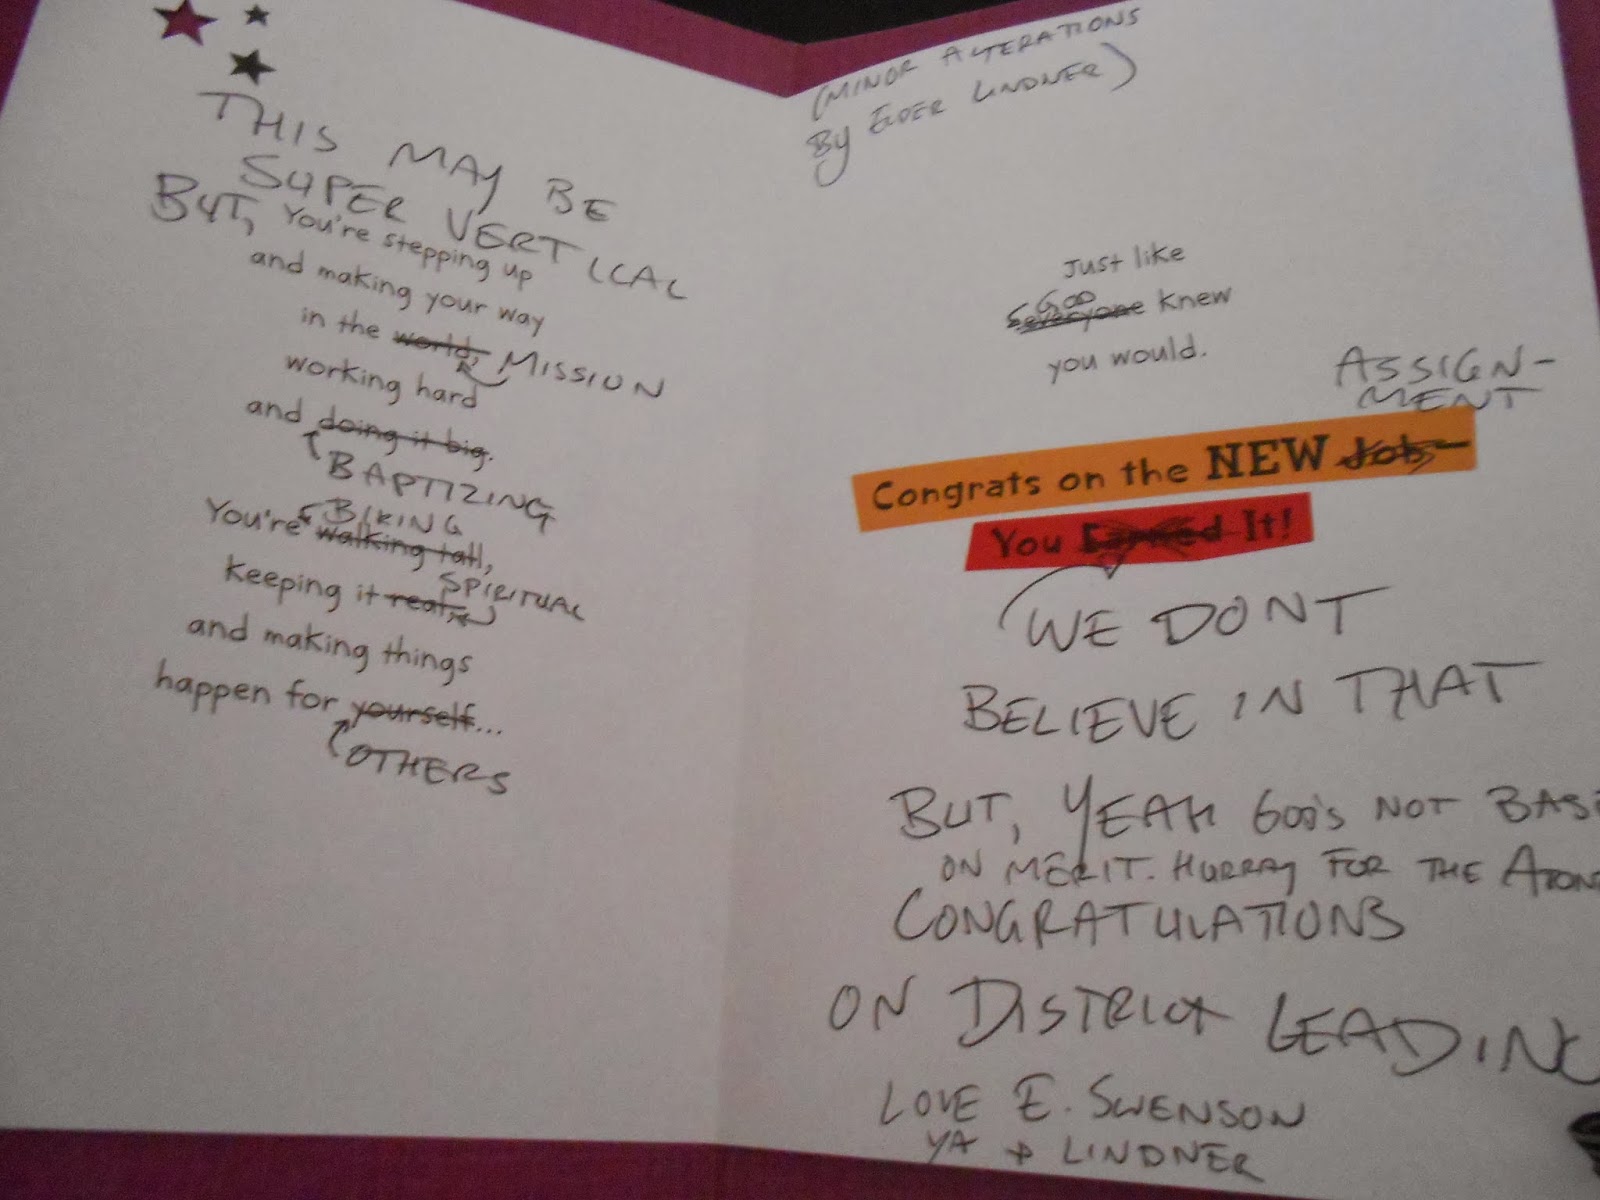 THIS MAY BE
SUPER VERTICAL
BUT, You're stepping up
and making your way
in the world, MISSION
working hard
and doing it big.
BAPTIZING
BIKING
You're walking tall,
SPIRITUAL
keeping it real,
and making things
happen for yourself...
OTHERS
(MINOR ALTERATIONS
BY ELDER LINDNER)
Just like
GOD
everyone knew
you would.
ASSIGN-
MENT
Congrats on the NEW Job—
You Earned It!
WE DONT
BELIEVE IN THAT
BUT, YEAH GOD'S NOT BASE
ON MERIT. HURRAY FOR THE ATONE
CONGRATULATIONS
ON DISTRICT LEADING
LOVE E. SWENSON
YA & LINDNER